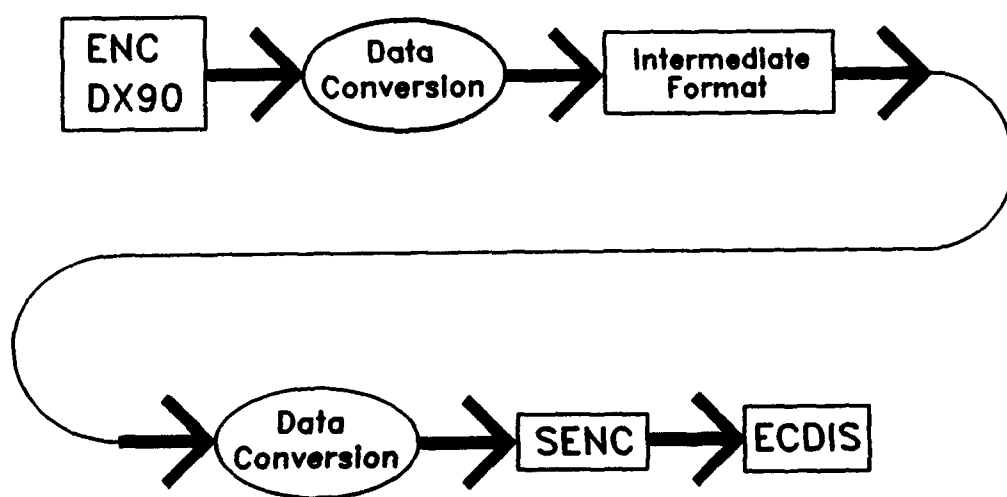 ENC
DX90
Data
Conversion
Intermediate
Format
Data
Conversion
SENC
ECDIS